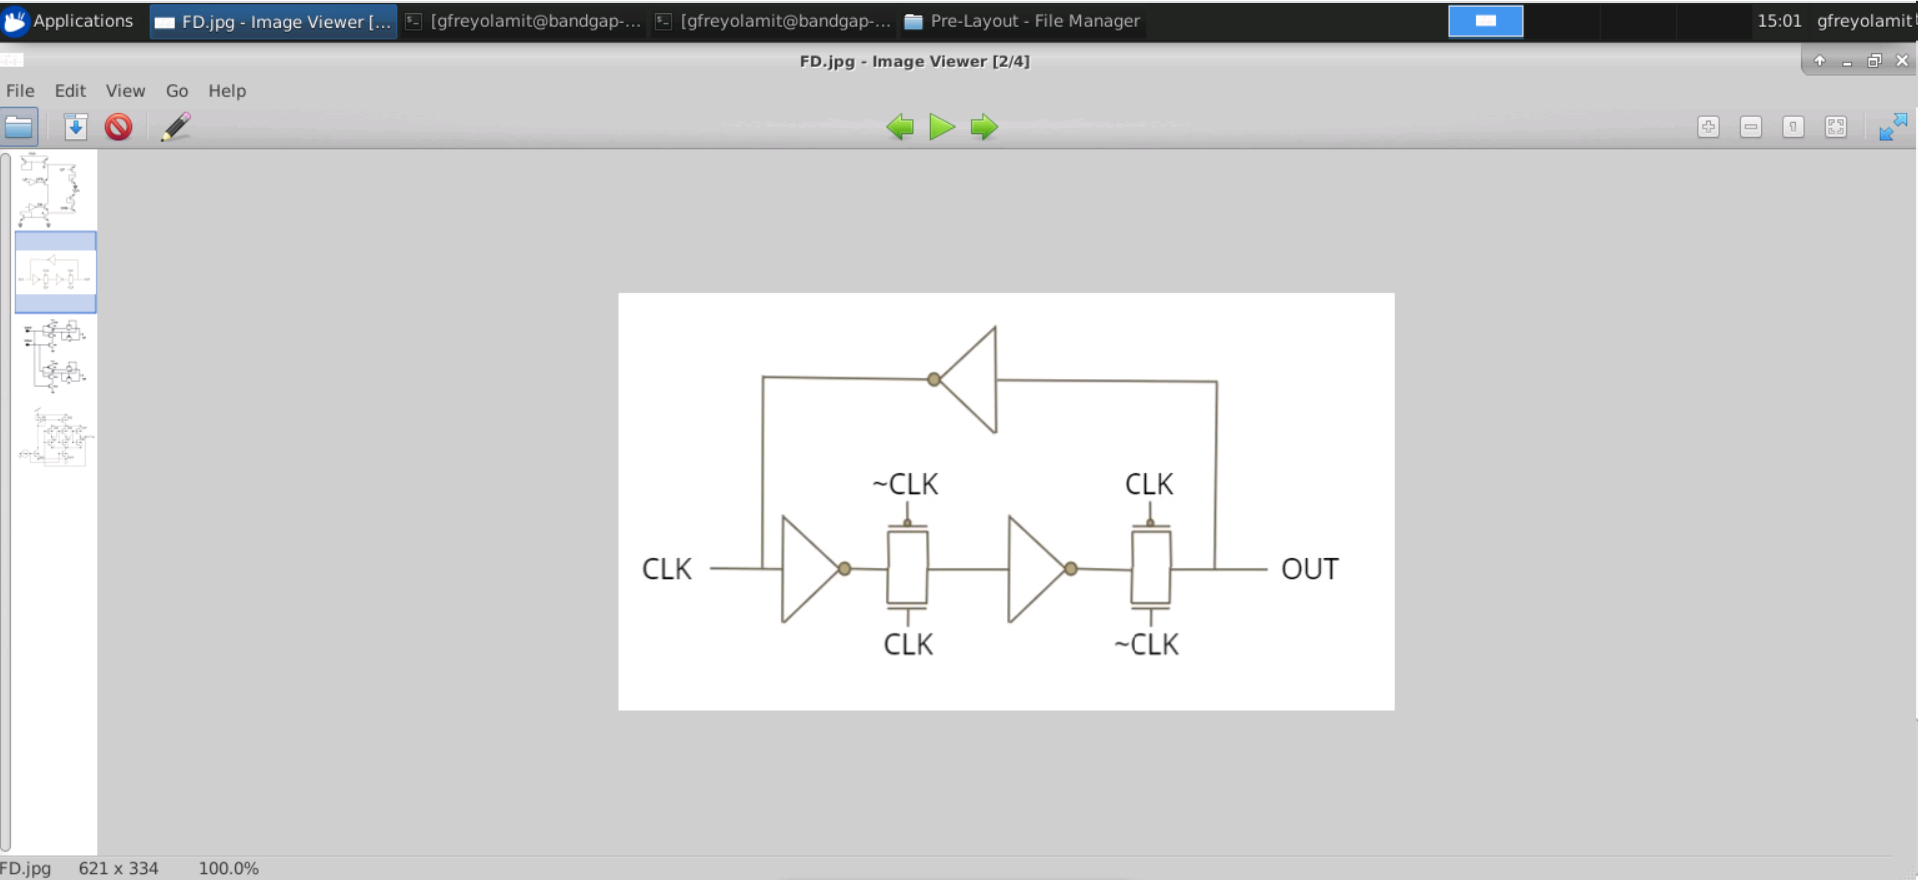 Applications FD.jpg - Image Viewer [... [gfreyolamit@bandgap-... [gfreyolamit@bandgap-... Pre-Layout - File Manager 15:01 gfreyolamit
FD.jpg - Image Viewer [2/4]
File Edit View Go Help
~CLK CLK
CLK OUT
CLK ~CLK
FD.jpg 621 x 334 100.0%